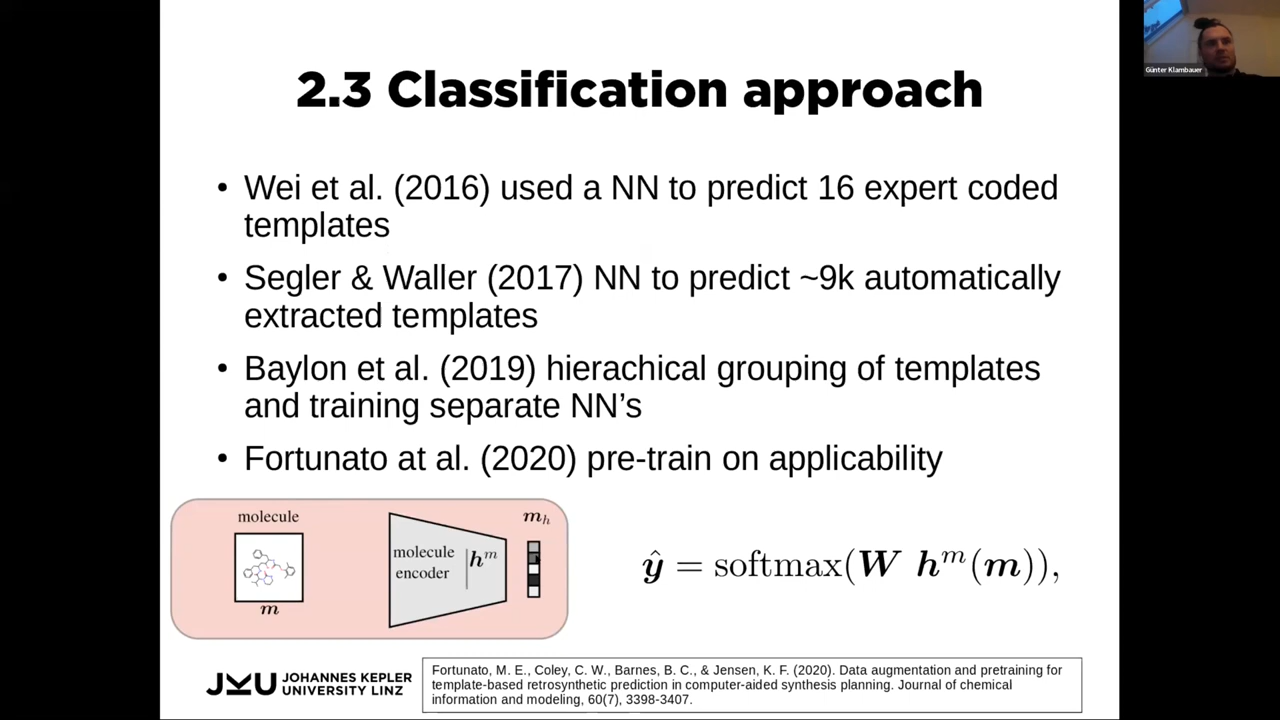 Günter Klambauer
2.3 Classification approach
• Wei et al. (2016) used a NN to predict 16 expert coded
templates
• Segler & Waller (2017) NN to predict ~9k automatically
extracted templates
• Baylon et al. (2019) hierachical grouping of templates
and training separate NN's
• Fortunato at al. (2020) pre-train on applicability
molecule
m
molecule
encoder
hᵐ
mₕ
ŷ = softmax(W hᵐ(m)),
JKU JOHANNES KEPLER
UNIVERSITY LINZ
Fortunato, M. E., Coley, C. W., Barnes, B. C., & Jensen, K. F. (2020). Data augmentation and pretraining for
template-based retrosynthetic prediction in computer-aided synthesis planning. Journal of chemical
information and modeling, 60(7), 3398-3407.